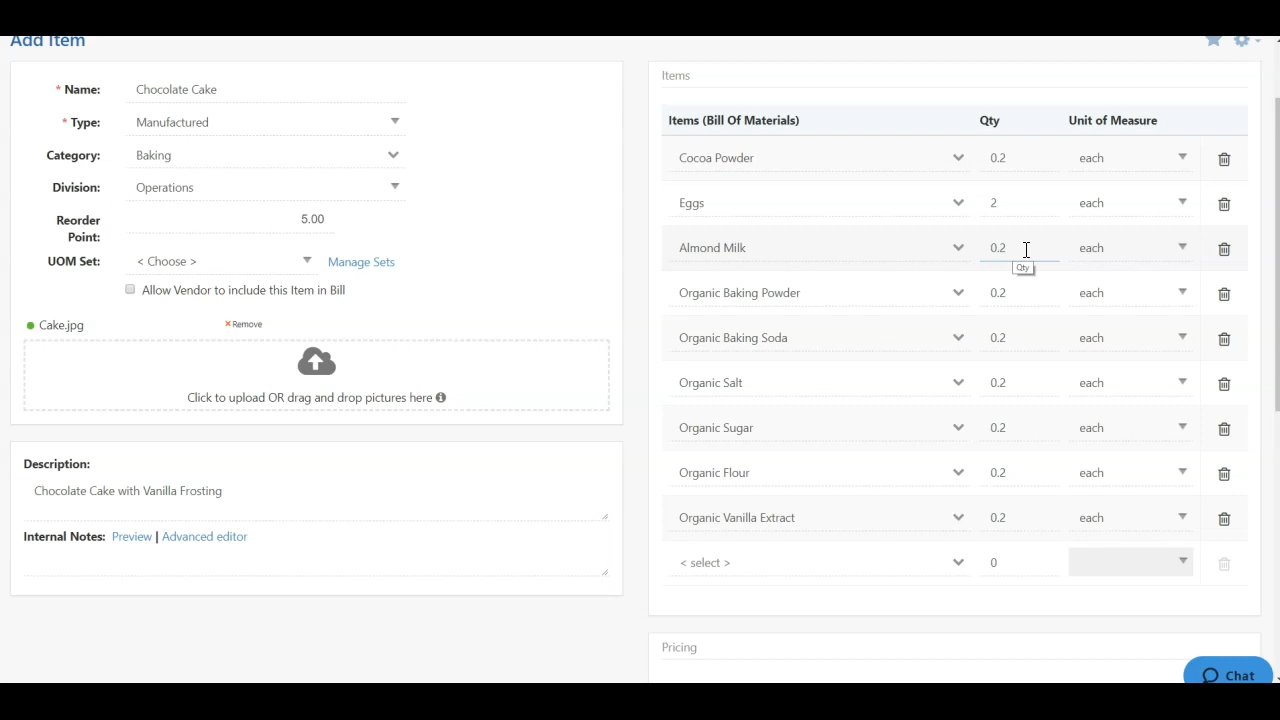 Add Item
* Name: Chocolate Cake
* Type: Manufactured
Category: Baking
Division: Operations
Reorder Point: 5.00
UOM Set: < Choose > Manage Sets
Allow Vendor to include this Item in Bill
Cake.jpg × Remove
Click to upload OR drag and drop pictures here
Description:
Chocolate Cake with Vanilla Frosting
Internal Notes: Preview | Advanced editor
Items
Items (Bill Of Materials) Qty Unit of Measure
Cocoa Powder 0.2 each
Eggs 2 each
Almond Milk 0.2 each
Qty
Organic Baking Powder 0.2 each
Organic Baking Soda 0.2 each
Organic Salt 0.2 each
Organic Sugar 0.2 each
Organic Flour 0.2 each
Organic Vanilla Extract 0.2 each
< select > 0
Pricing
Chat